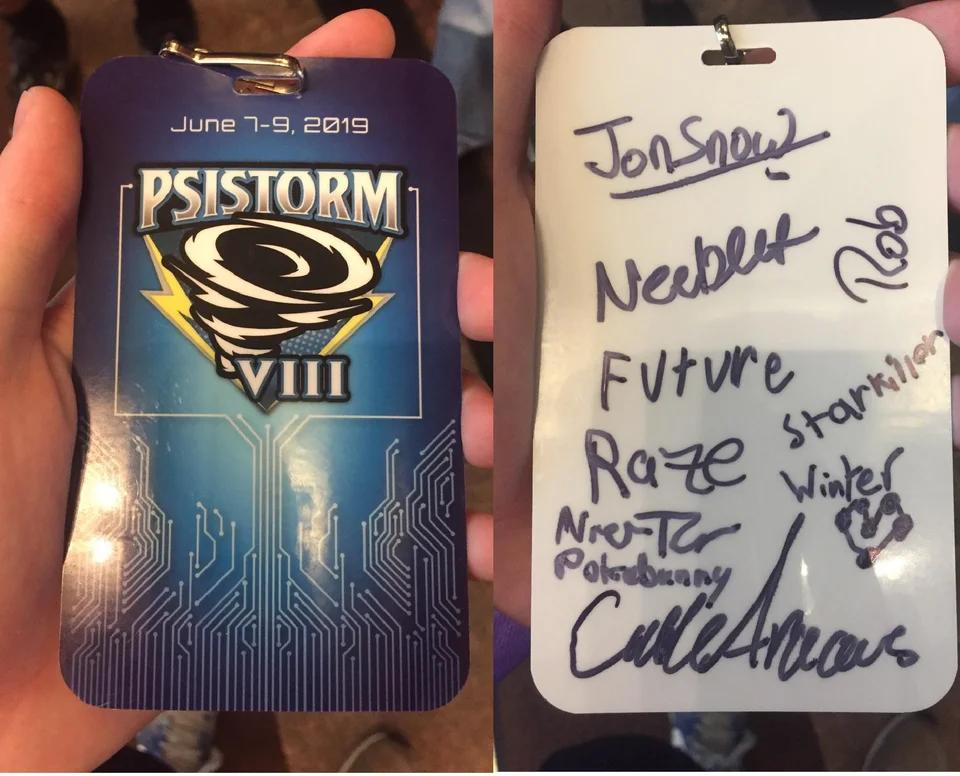 June 7-9, 2019
PSISTORM
VIII
JonSnow
Neeblet
Rob
Future
Starkiller
Raze
Winter
Pokebunny